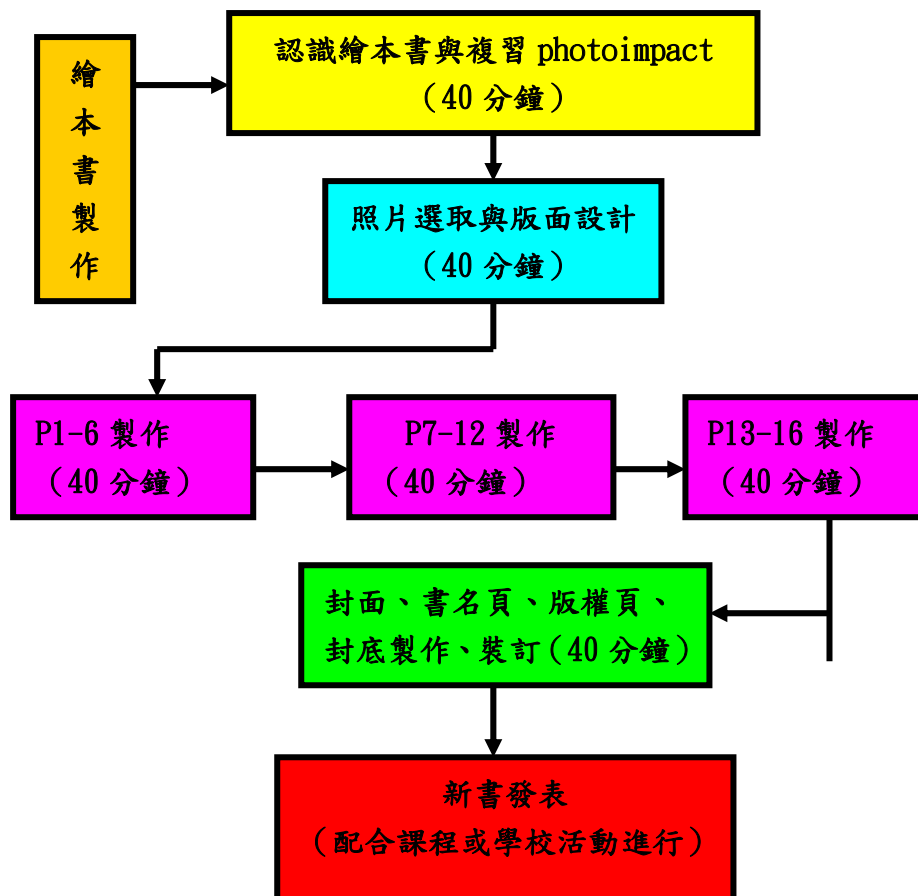 繪本書製作
認識繪本書與複習 photoimpact
（40 分鐘）
照片選取與版面設計
（40 分鐘）
P1-6 製作
（40 分鐘）
P7-12 製作
（40 分鐘）
P13-16 製作
（40 分鐘）
封面、書名頁、版權頁、
封底製作、裝訂（40 分鐘）
新書發表
（配合課程或學校活動進行）